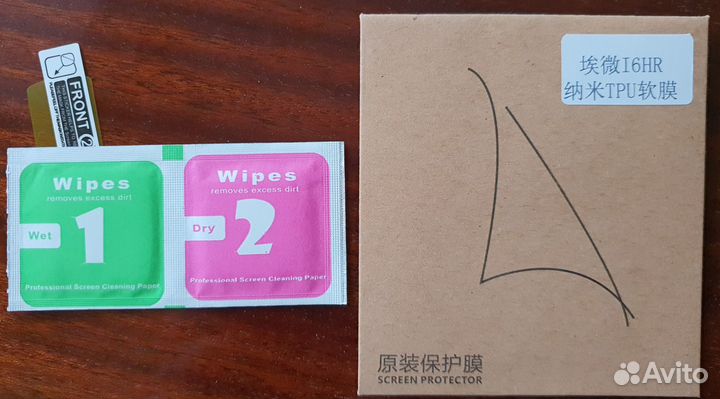 FRONT
Wipes
removes excess dirt
Wet
1
Professional Screen Cleaning Paper
Wipes
removes excess dirt
Dry
2
Professional Screen Cleaning Paper
埃微I6HR
纳米TPU软膜
原装保护膜
SCREEN PROTECTOR
Avito